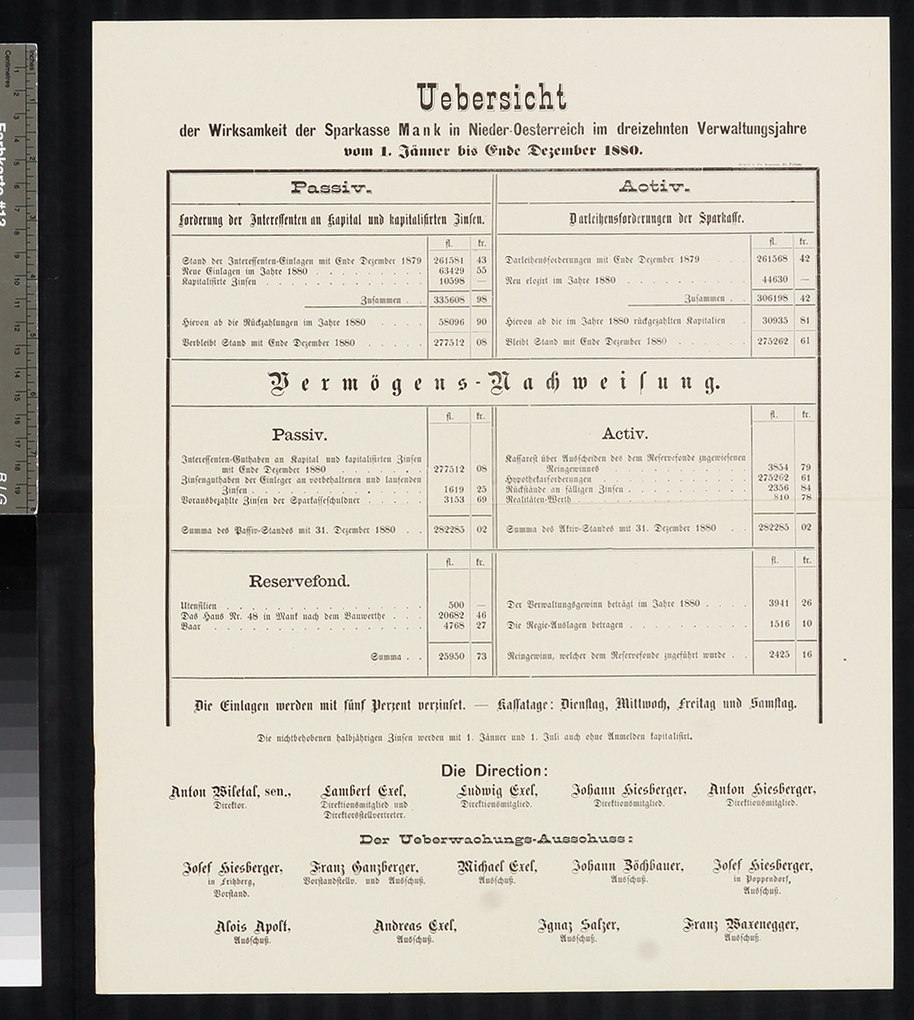 Uebersicht
der Wirksamkeit der Sparkasse Mank in Nieder-Oesterreich im dreizehnten Verwaltungsjahre
vom 1. Jänner bis Ende Dezember 1880.
Passiv.
Forderung der Interessenten an Kapital und kapitalisirten Zinsen.
fl. kr.
Stand der Interessenten-Einlagen mit Ende Dezember 1879 261581 43
Neue Einlagen im Jahre 1880 63429 55
Kapitalisirte Zinsen 10598 —
Zusammen 335608 98
Hievon ab die Rückzahlungen im Jahre 1880 58096 90
Verbleibt Stand mit Ende Dezember 1880 277512 08
Activ.
Darleihensforderungen der Sparkasse.
fl. kr.
Darleihensforderungen mit Ende Dezember 1879 261568 42
Neu elozirt im Jahre 1880 44630 —
Zusammen 306198 42
Hievon ab die im Jahre 1880 rückgezahlten Kapitalien 30935 81
Bleibt Stand mit Ende Dezember 1880 275262 61
Vermögens-Nachweisung.
Passiv.
fl. kr.
Interessenten-Guthaben an Kapital und kapitalisirten Zinsen
mit Ende Dezember 1880 277512 08
Zinsenguthaben der Einleger an vorbehaltenen und laufenden
Zinsen 1619 25
Vorausbezahlte Zinsen der Sparkasseschuldner 3153 69
Summa des Passiv-Standes mit 31. Dezember 1880 282285 02
Activ.
fl. kr.
Kassarest über Ausscheiden des dem Reservefonde zugewiesenen
Reingewinnes 3854 79
Hypothekarforderungen 275262 61
Rückstände an fälligen Zinsen 2356 84
Realitäten-Werth 810 78
Summa des Aktiv-Standes mit 31. Dezember 1880 282285 02
Reservefond.
fl. kr.
Utensilien 500 —
Das Haus Nr. 48 in Mank nach dem Bauwerthe 20682 46
Baar 4768 27
Summa 25950 73
fl. kr.
Der Verwaltungsgewinn beträgt im Jahre 1880 3941 26
Die Regie-Auslagen betragen 1516 10
Reingewinn, welcher dem Reservefonde zugeführt wurde 2425 16
Die Einlagen werden mit fünf Perzent verzinset. — Kassatage: Dienstag, Mittwoch, Freitag und Samstag.
Die nichtbehobenen halbjährigen Zinsen werden mit 1. Jänner und 1. Juli auch ohne Anmelden kapitalisirt.
Die Direction:
Anton Wiletal, sen., Lambert Exel, Ludwig Exel, Johann Hiesberger, Anton Hiesberger,
Direktor. Direktionsmitglied und Direktionsmitglied. Direktionsmitglied. Direktionsmitglied.
Direktorstellvertreter.
Der Ueberwachungs-Ausschuss:
Josef Hiesberger, Franz Ganzberger, Michael Exel, Johann Zöchbauer, Josef Hiesberger,
in Fritzberg, Vorstandstellv. und Ausschuß. Ausschuß. Ausschuß. in Poppendorf,
Vorstand. Ausschuß.
Alois Apolt, Andreas Exel, Ignaz Salzer, Franz Waxenegger,
Ausschuß. Ausschuß. Ausschuß. Ausschuß.
Inches
Centimetres
Farbkarte #13
B.I.G